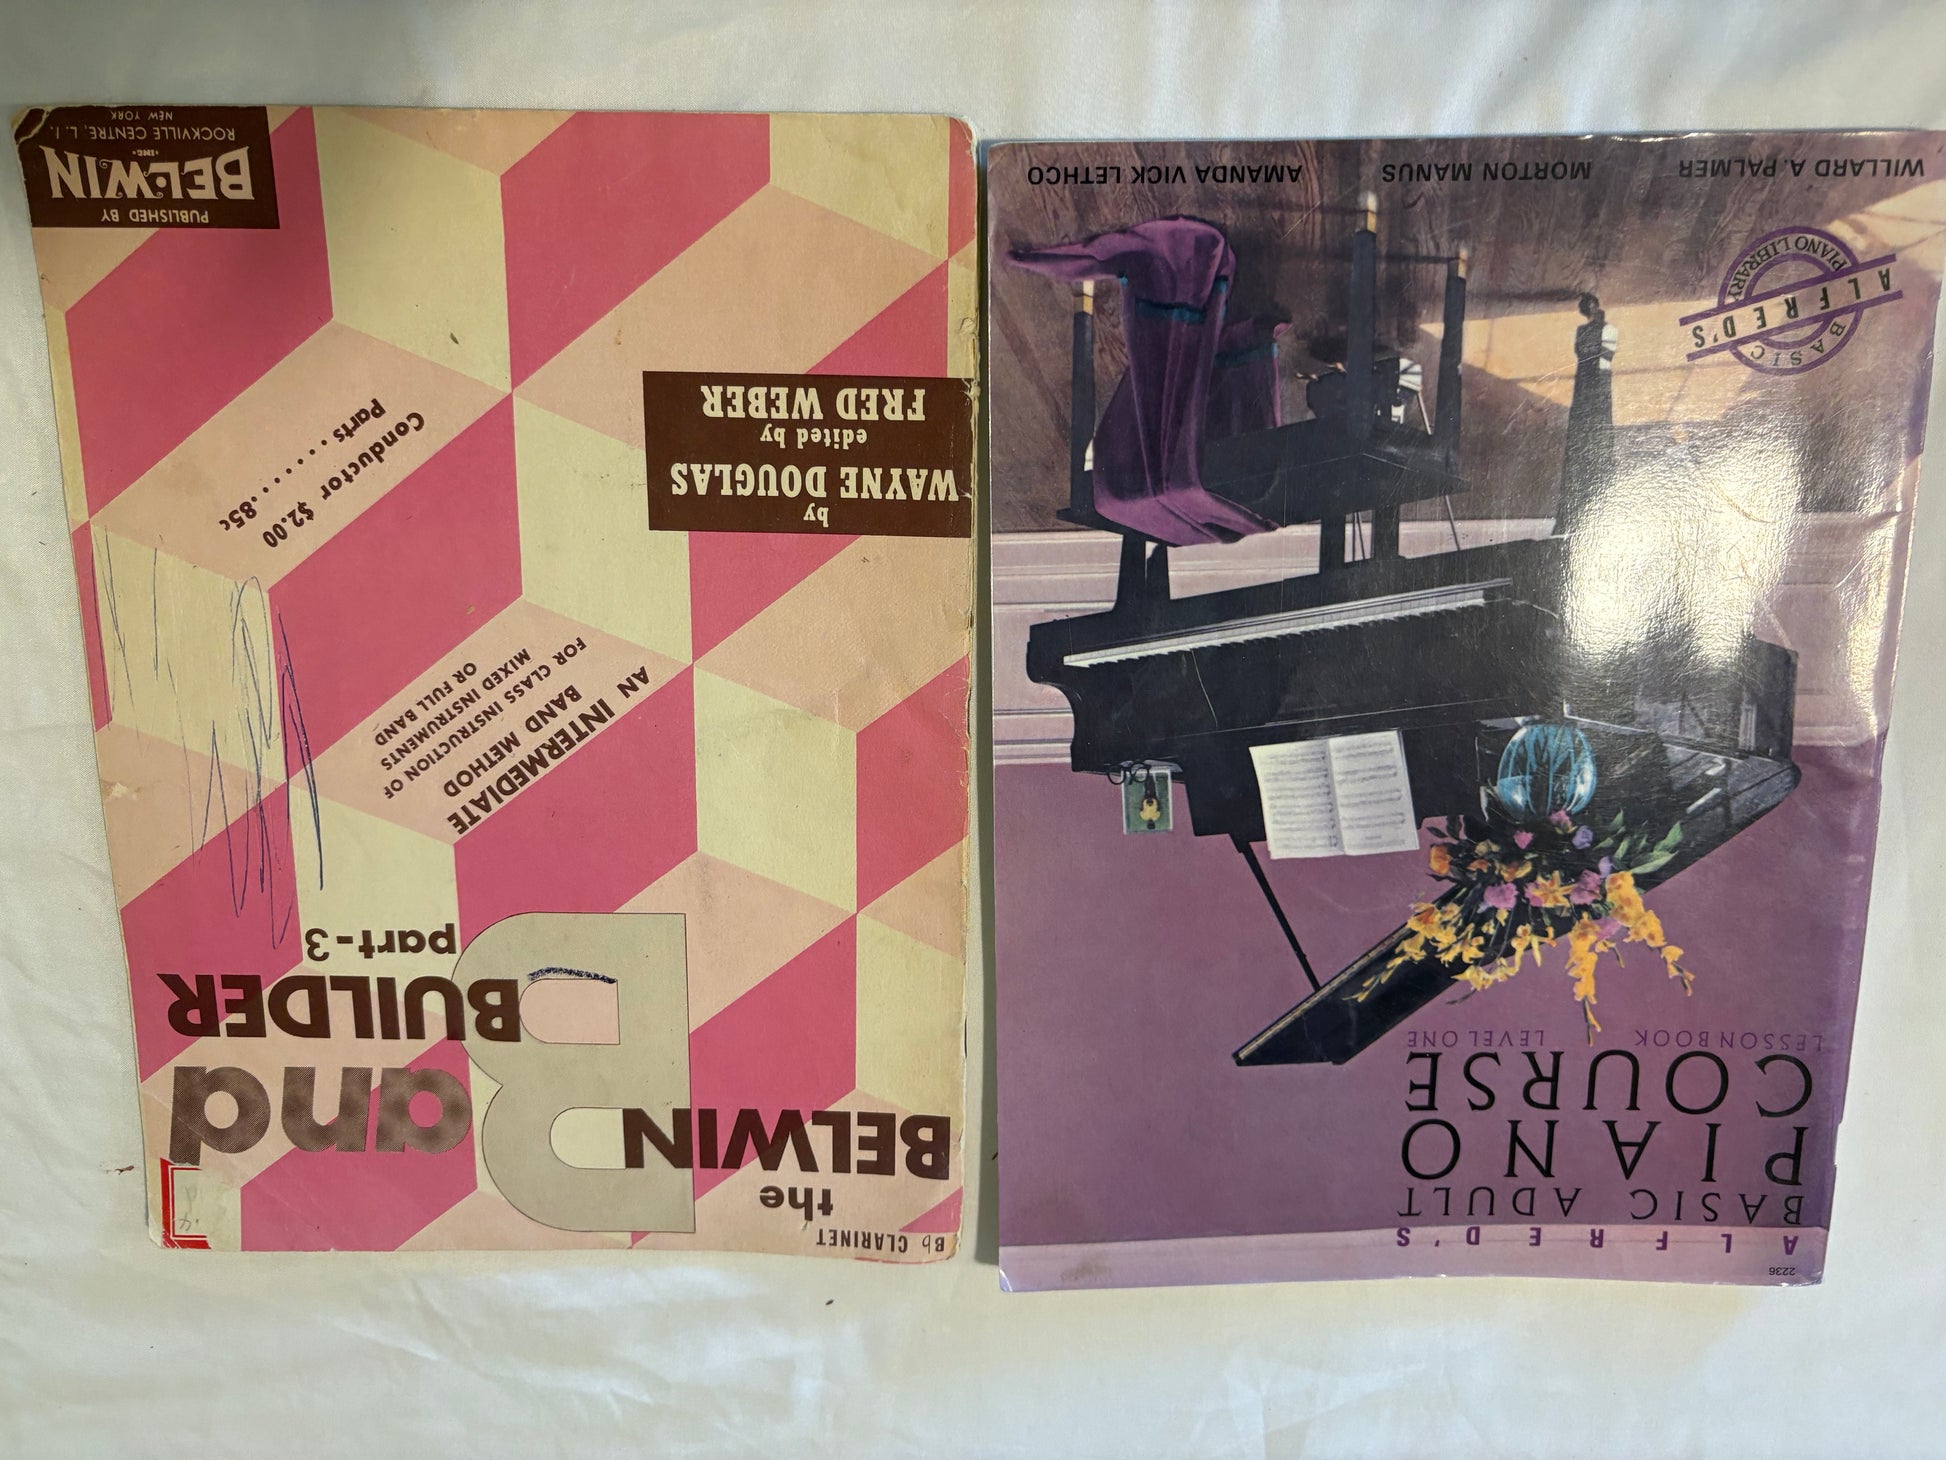 Bb CLARINET
the
BELWIN
Band
BUILDER
part-3
AN INTERMEDIATE
BAND METHOD
FOR CLASS INSTRUCTION OF
MIXED INSTRUMENTS
OR FULL BAND
Conductor $2.00
Parts . . . . . . . .85¢
by
WAYNE DOUGLAS
edited by
FRED WEBER
PUBLISHED BY
BELWIN
INC.
ROCKVILLE CENTRE, L. I.
NEW YORK
2236
ALFRED'S
BASIC ADULT
PIANO
COURSE
LESSON BOOK LEVEL ONE
BASIC
ALFRED'S
PIANO LIBRARY
WILLARD A. PALMER MORTON MANUS AMANDA VICK LETHCO